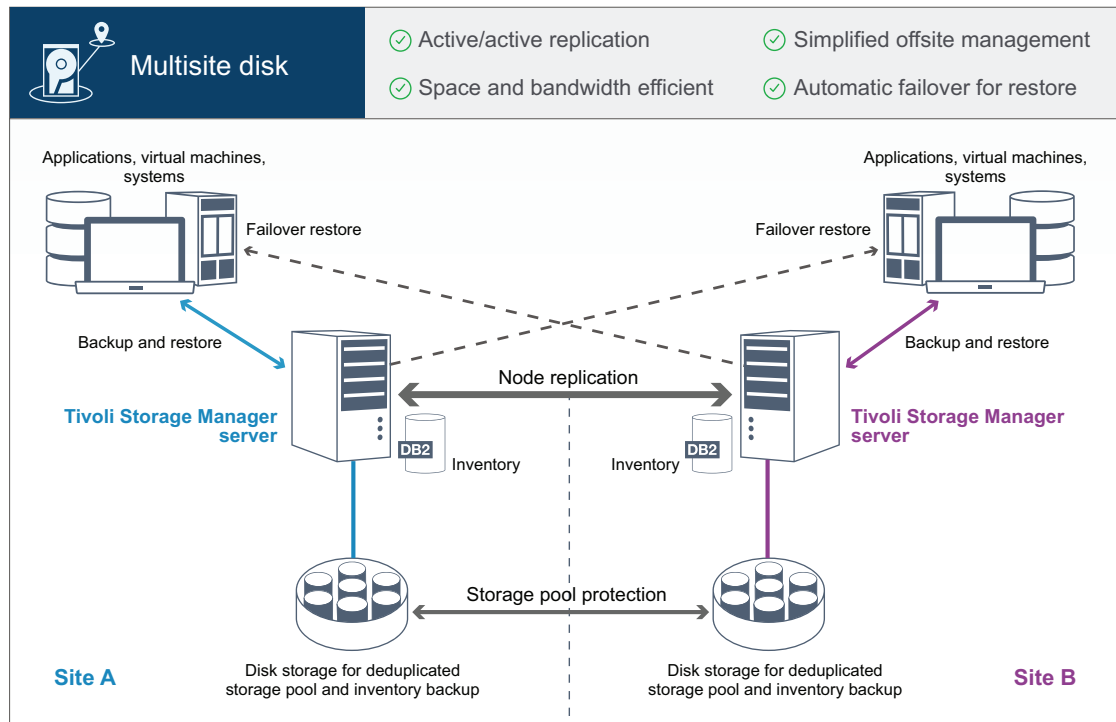 Multisite disk
Active/active replication
Simplified offsite management
Space and bandwidth efficient
Automatic failover for restore
Applications, virtual machines,
systems
Applications, virtual machines,
systems
Failover restore
Failover restore
Backup and restore
Backup and restore
Node replication
Tivoli Storage Manager
server
Tivoli Storage Manager
server
DB2
Inventory
DB2
Inventory
Storage pool protection
Disk storage for deduplicated
storage pool and inventory backup
Disk storage for deduplicated
storage pool and inventory backup
Site A
Site B